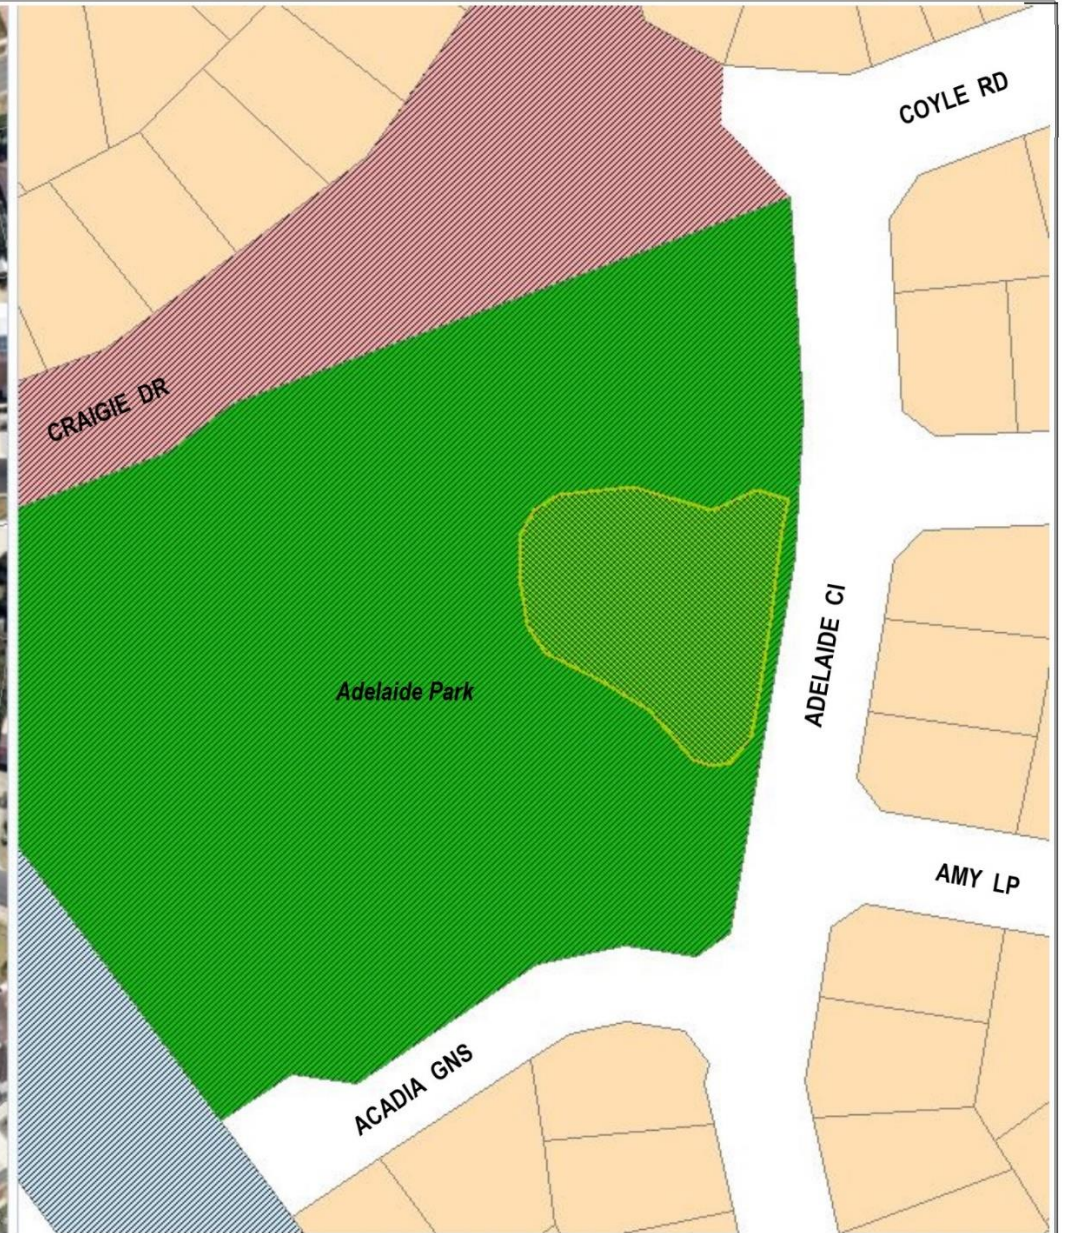 COYLE RD
CRAIGIE DR
ADELAIDE CI
Adelaide Park
AMY LP
ACADIA GNS